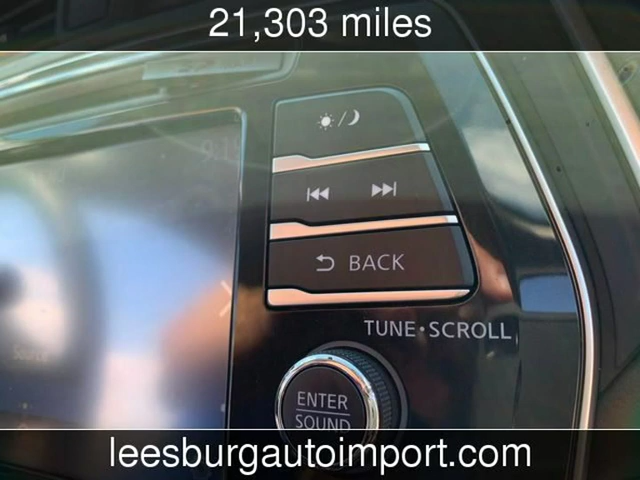 21,303 miles
BACK
TUNE•SCROLL
ENTER
SOUND
leesburgautoimport.com